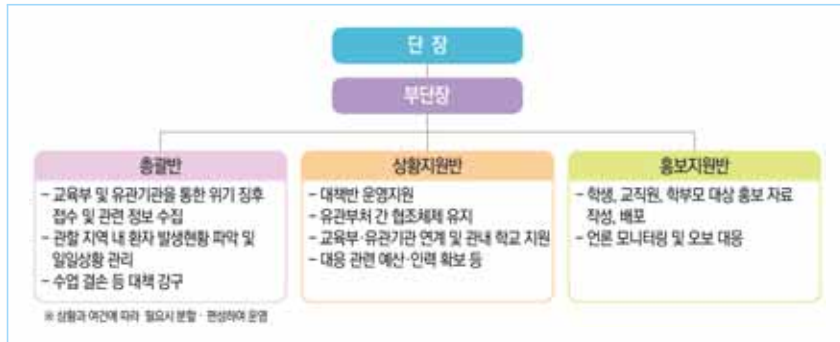 단 장
부단장
총괄반
- 교육부 및 유관기관을 통한 위기 징후
접수 및 관련 정보 수집
- 관할 지역 내 환자 발생현황 파악 및
일일상황 관리
- 수업 결손 등 대책 강구
상황지원반
- 대책반 운영지원
- 유관부처 간 협조체제 유지
- 교육부·유관기관 연계 및 관내 학교 지원
- 대응 관련 예산·인력 확보 등
홍보지원반
- 학생, 교직원, 학부모 대상 홍보 자료
작성, 배포
- 언론 모니터링 및 오보 대응
※ 상황과 여건에 따라 필요시 분할·편성하여 운영